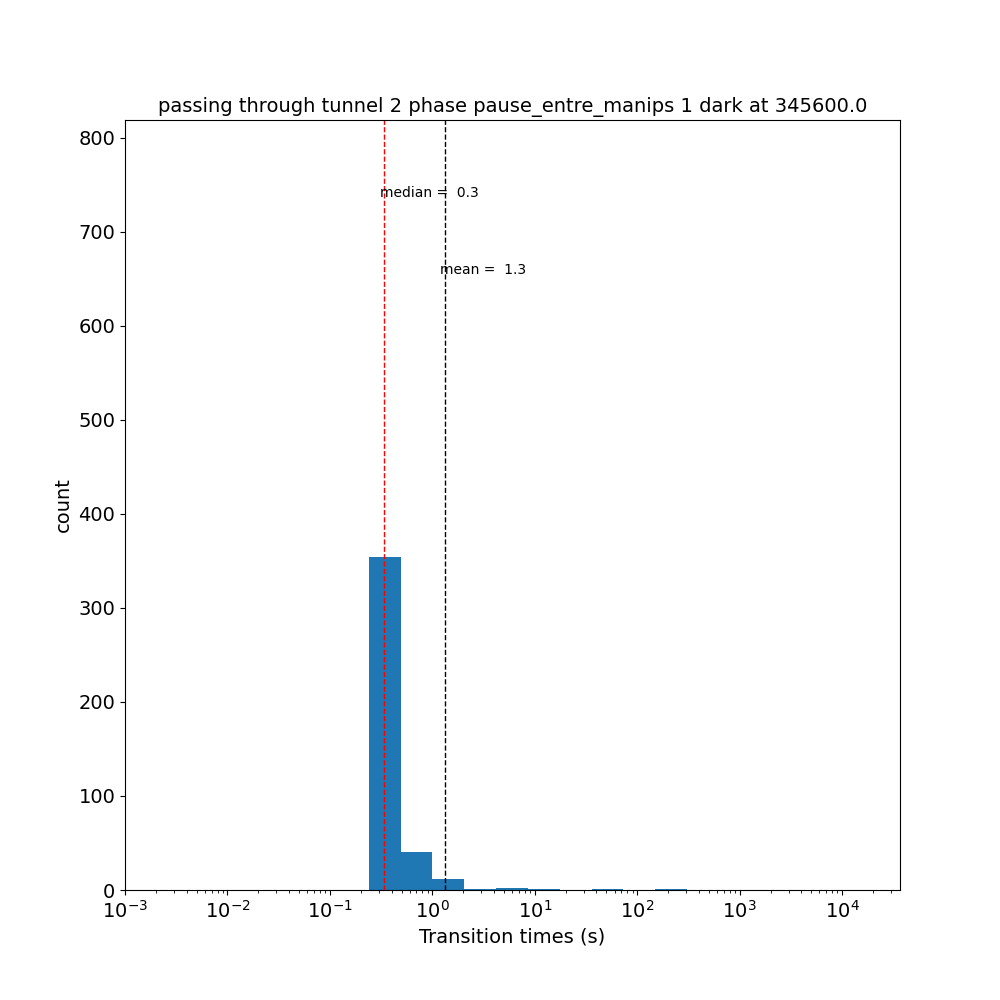 passing through tunnel 2 phase pause_entre_manips 1 dark at 345600.0
800
median =  0.3
700
mean =  1.3
600
500
count
400
300
200
100
0
10⁻³ 10⁻² 10⁻¹ 10⁰ 10¹ 10² 10³ 10⁴
Transition times (s)